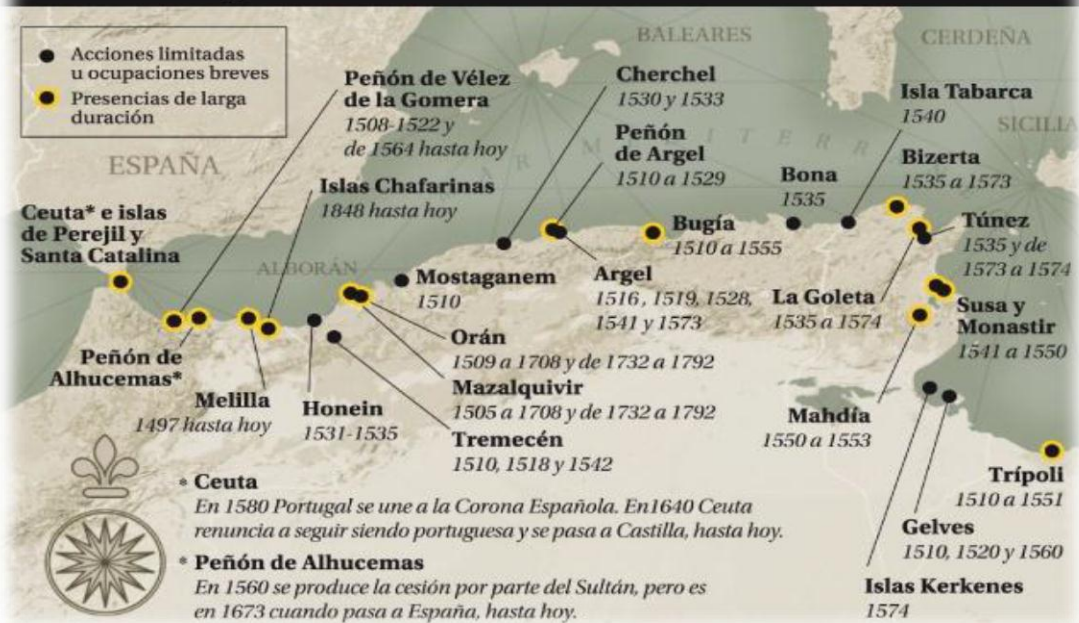 Acciones limitadas
u ocupaciones breves
Presencias de larga
duración
BALEARES
CERDEÑA
SICILIA
ESPAÑA
ALBORÁN
Peñón de Vélez
de la Gomera
1508-1522 y
de 1564 hasta hoy
Cherchel
1530 y 1533
Isla Tabarca
1540
Peñón
de Argel
1510 a 1529
Bizerta
1535 a 1573
Bona
1535
Islas Chafarinas
1848 hasta hoy
Ceuta* e islas
de Perejil y
Santa Catalina
Bugía
1510 a 1555
Túnez
1535 y de
1573 a 1574
Mostaganem
1510
Argel
1516 , 1519, 1528,
1541 y 1573
La Goleta
1535 a 1574
Susa y
Monastir
1541 a 1550
Orán
1509 a 1708 y de 1732 a 1792
Peñón de
Alhucemas*
Mazalquivir
1505 a 1708 y de 1732 a 1792
Melilla
1497 hasta hoy
Honein
1531-1535
Mahdía
1550 a 1553
Tremecén
1510, 1518 y 1542
Trípoli
1510 a 1551
Gelves
1510, 1520 y 1560
Islas Kerkenes
1574
* Ceuta
En 1580 Portugal se une a la Corona Española. En1640 Ceuta
renuncia a seguir siendo portuguesa y se pasa a Castilla, hasta hoy.
* Peñón de Alhucemas
En 1560 se produce la cesión por parte del Sultán, pero es
en 1673 cuando pasa a España, hasta hoy.